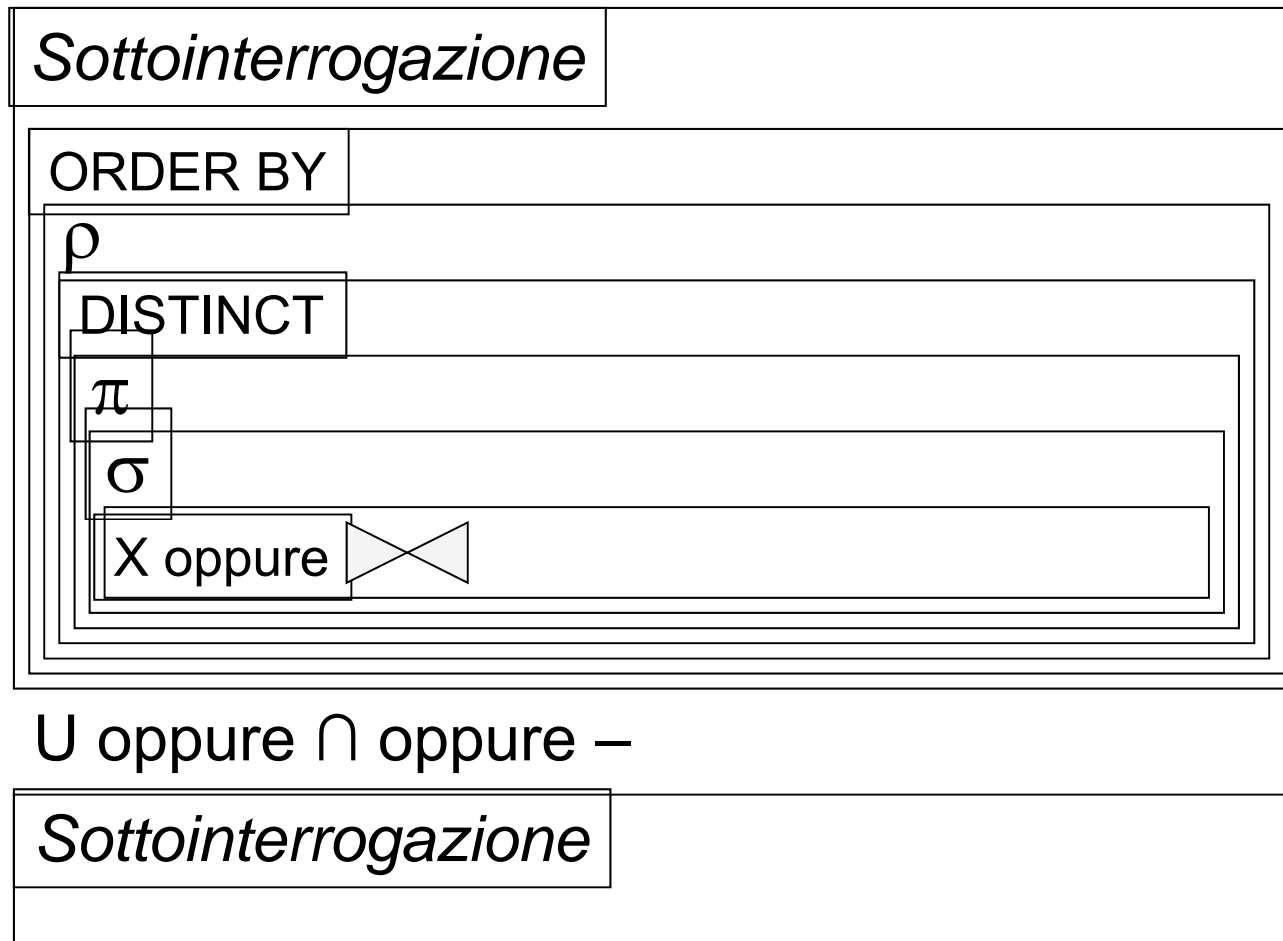 Sottointerrogazione
ORDER BY
ρ
DISTINCT
π
σ
X oppure
U oppure ∩ oppure –
Sottointerrogazione